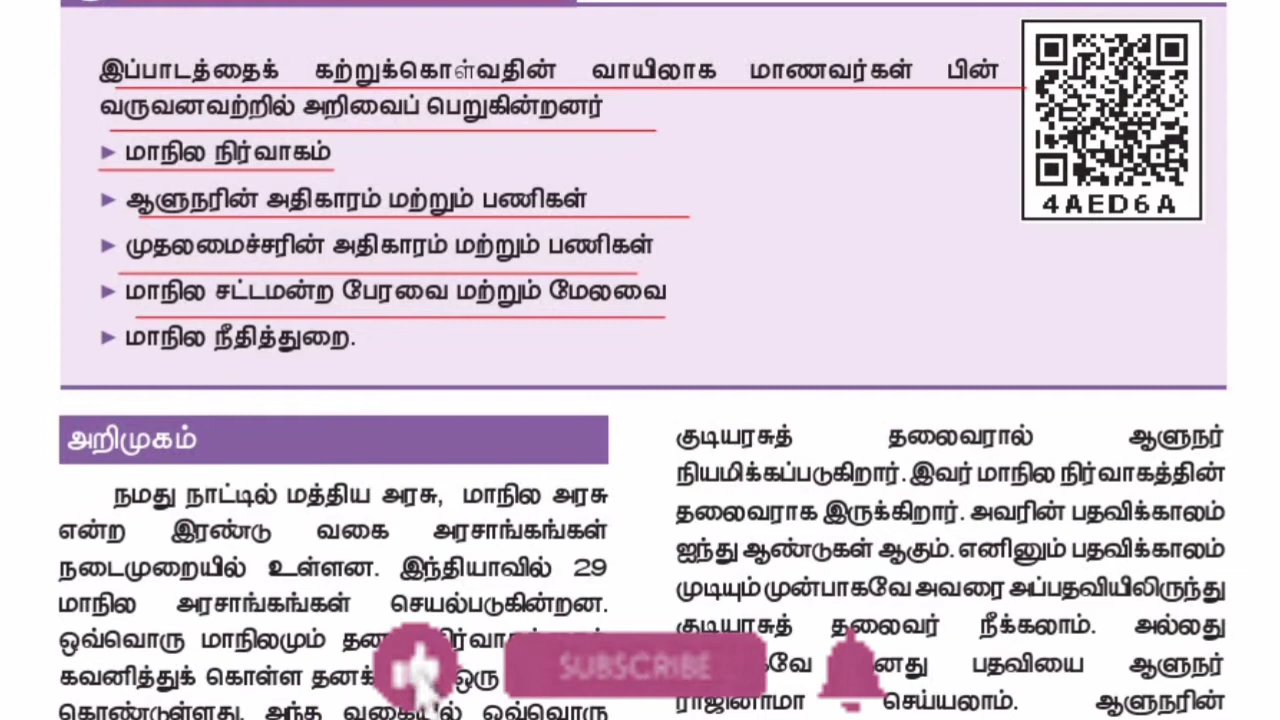 இப்பாடத்தைக் கற்றுக்கொள்வதின் வாயிலாக மாணவர்கள் பின்
வருவனவற்றில் அறிவைப் பெறுகின்றனர்
► மாநில நிர்வாகம்
► ஆளுநரின் அதிகாரம் மற்றும் பணிகள்
► முதலமைச்சரின் அதிகாரம் மற்றும் பணிகள்
► மாநில சட்டமன்ற பேரவை மற்றும் மேலவை
► மாநில நீதித்துறை.
4AED6A
அறிமுகம்
நமது நாட்டில் மத்திய அரசு, மாநில அரசு
என்ற இரண்டு வகை அரசாங்கங்கள்
நடைமுறையில் உள்ளன. இந்தியாவில் 29
மாநில அரசாங்கங்கள் செயல்படுகின்றன.
ஒவ்வொரு மாநிலமும்
கவனித்துக் கொள்ள ஒரு
கொண்டுள்ளது. அந்த வகையில் ஒவ்வொரு
குடியரசுத் தலைவரால் ஆளுநர்
நியமிக்கப்படுகிறார். இவர் மாநில நிர்வாகத்தின்
தலைவராக இருக்கிறார். அவரின் பதவிக்காலம்
ஐந்து ஆண்டுகள் ஆகும். எனினும் பதவிக்காலம்
முடியும் முன்பாகவே அவரை அப்பதவியிலிருந்து
குடியரசுத் தலைவர் நீக்கலாம். அல்லது
பதவியை ஆளுநர்
ராஜினாமா செய்யலாம். ஆளுநரின்
SUBSCRIBE